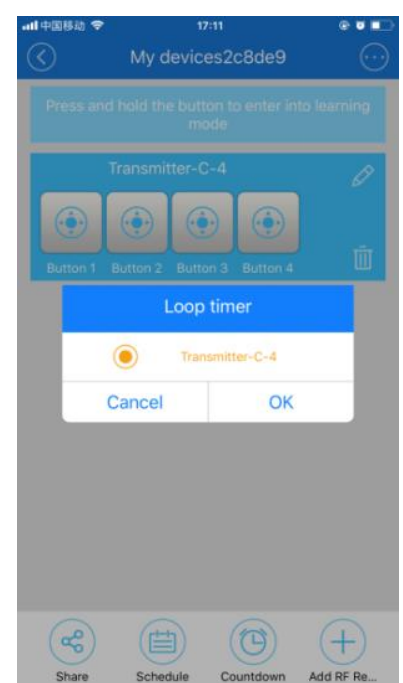 中国移动 17:11
My devices2c8de9
Press and hold the button to enter into learning
mode
Transmitter-C-4
Button 1 Button 2 Button 3 Button 4
Loop timer
Transmitter-C-4
Cancel OK
Share Schedule Countdown Add RF Re...